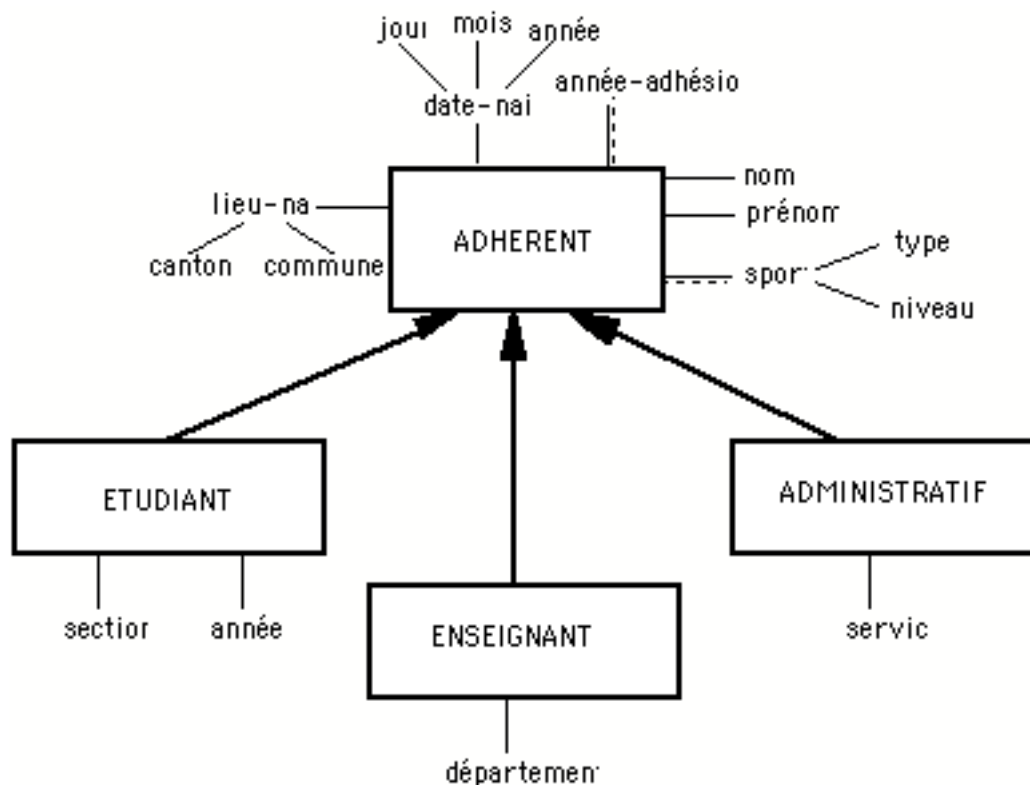 jour
mois
année
date-nai
année-adhésio
nom
prénom
lieu-na
canton
commune
ADHERENT
type
spor
niveau
ETUDIANT
ADMINISTRATIF
section
année
ENSEIGNANT
servic
départemen